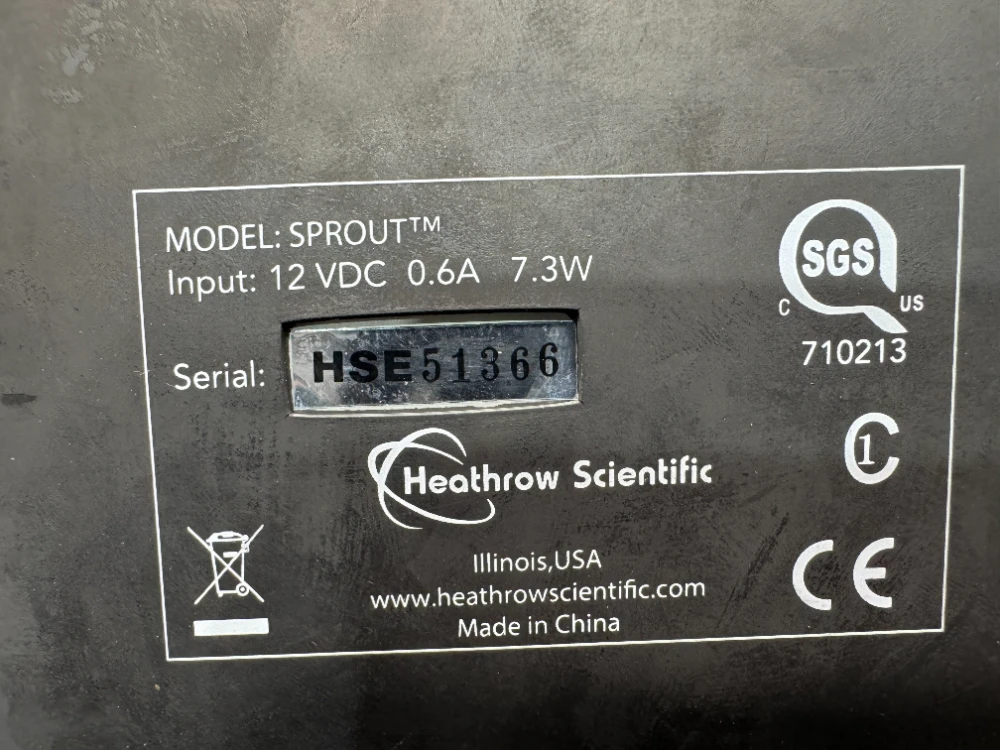 MODEL: SPROUT™
Input: 12 VDC 0.6A 7.3W
SGS
C US
710213
Serial: HSE51366
C1
Heathrow Scientific
CE
Illinois,USA
www.heathrowscientific.com
Made in China